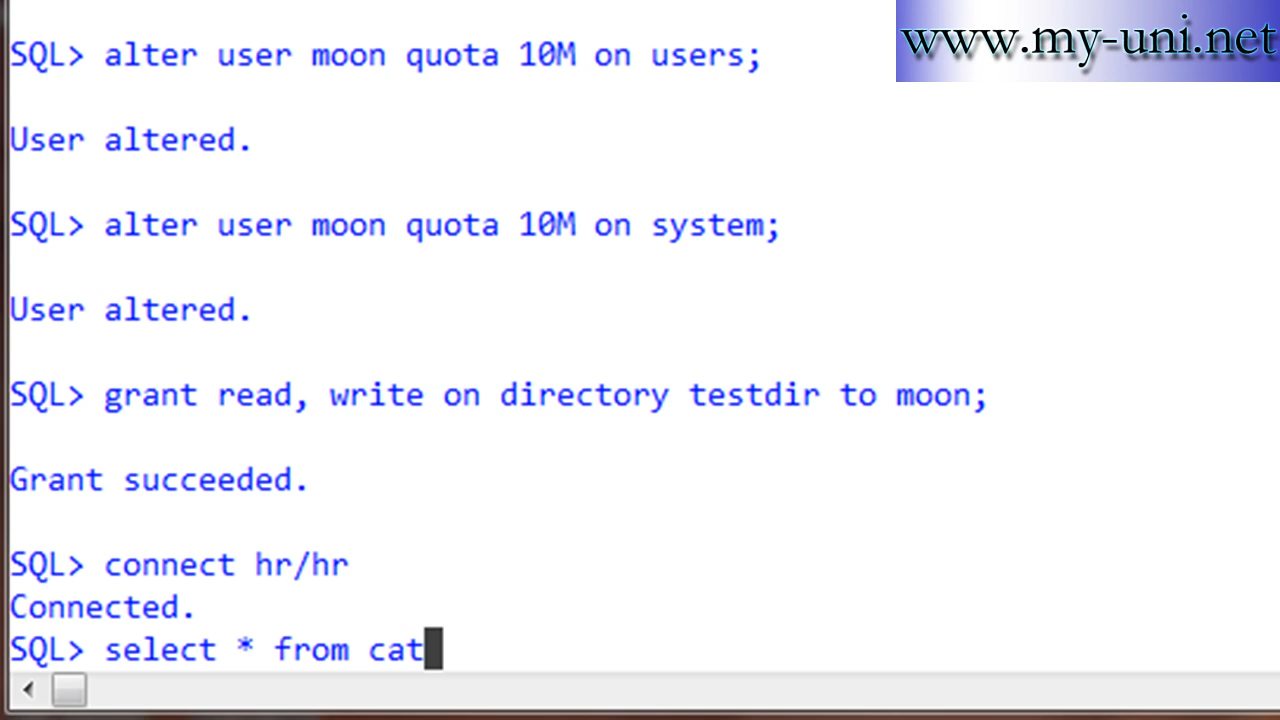 www.my-uni.net
SQL> alter user moon quota 10M on users;
User altered.
SQL> alter user moon quota 10M on system;
User altered.
SQL> grant read, write on directory testdir to moon;
Grant succeeded.
SQL> connect hr/hr
Connected.
SQL> select * from cat